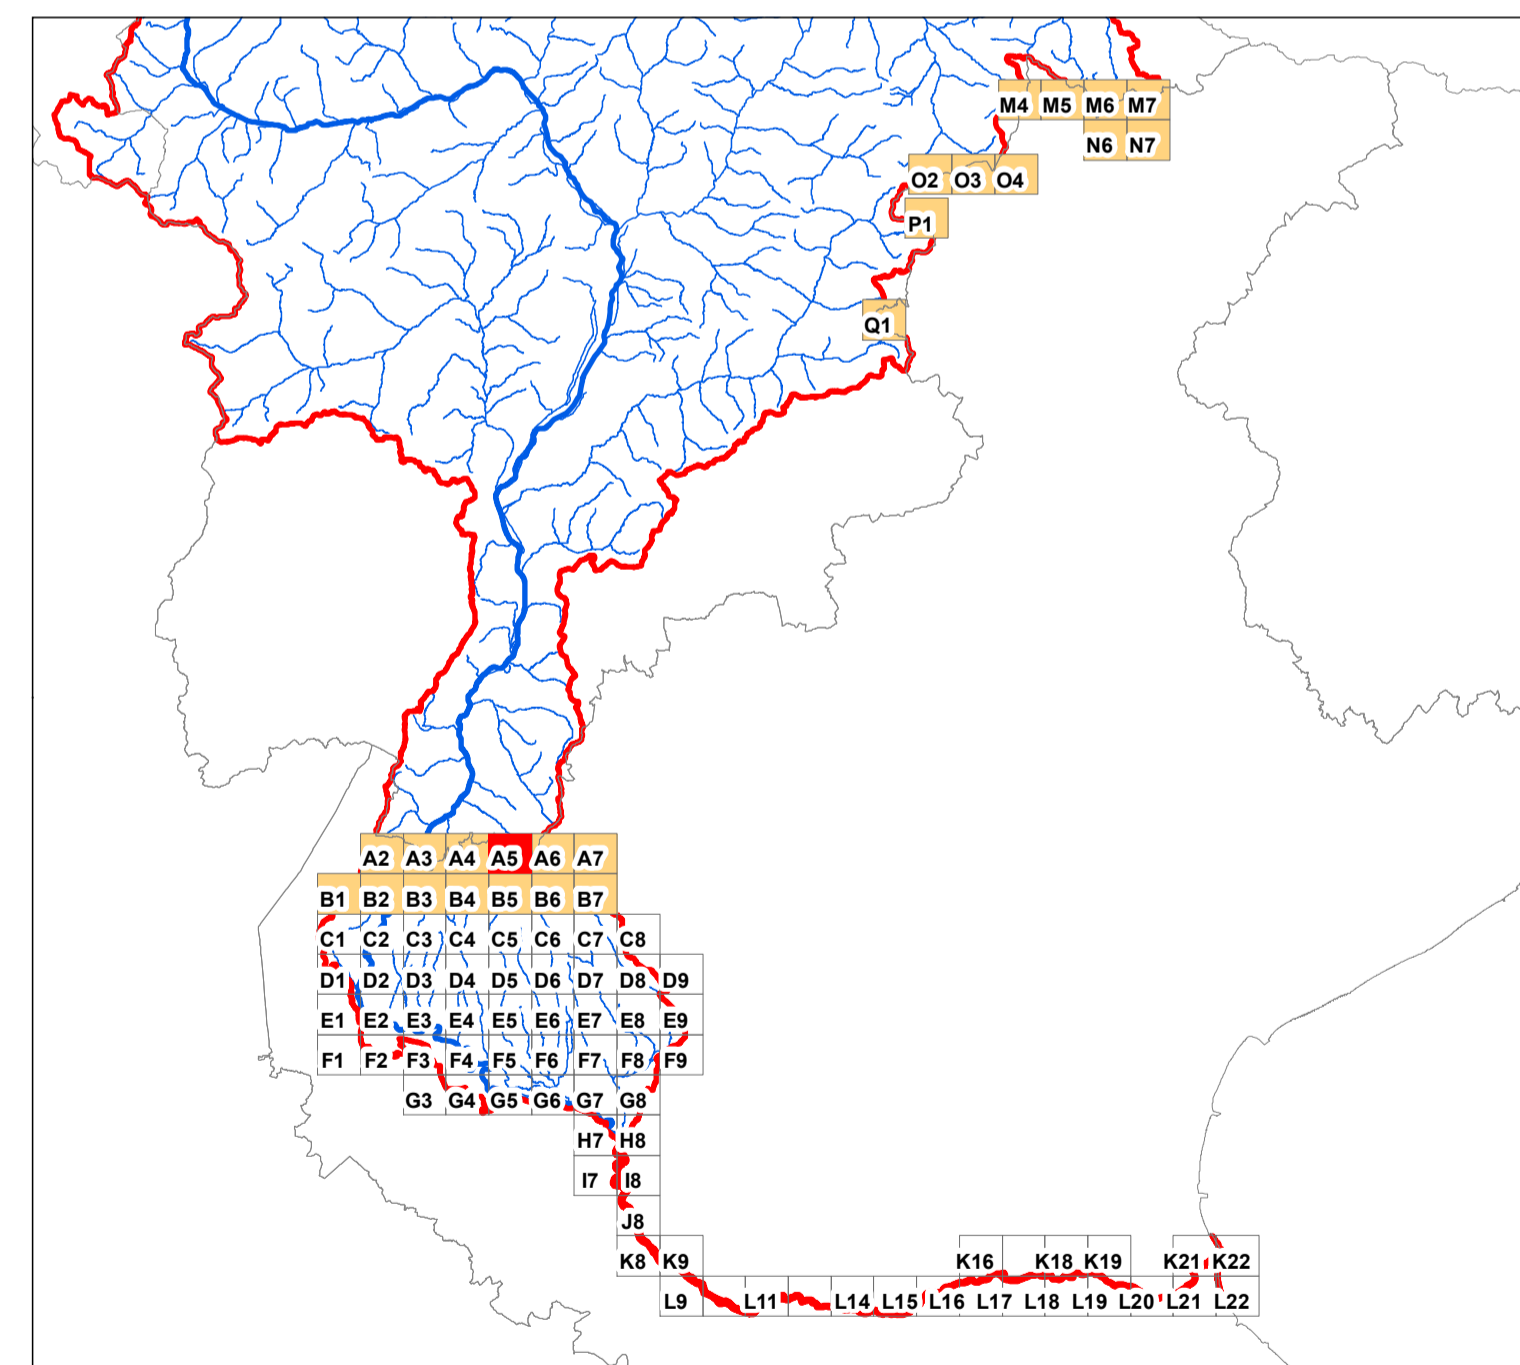 M4 M5 M6 M7
N6 N7
O2 O3 O4
P1
Q1
A2 A3 A4 A5 A6 A7
B1 B2 B3 B4 B5 B6 B7
C1 C2 C3 C4 C5 C6 C7 C8
D1 D2 D3 D4 D5 D6 D7 D8 D9
E1 E2 E3 E4 E5 E6 E7 E8 E9
F1 F2 F3 F4 F5 F6 F7 F8 F9
G3 G4 G5 G6 G7 G8
H7 H8
I7 I8
J8
K8 K9 K16 K18 K19 K21 K22
L9 L11 L14 L15 L16 L17 L18 L19 L20 L21 L22